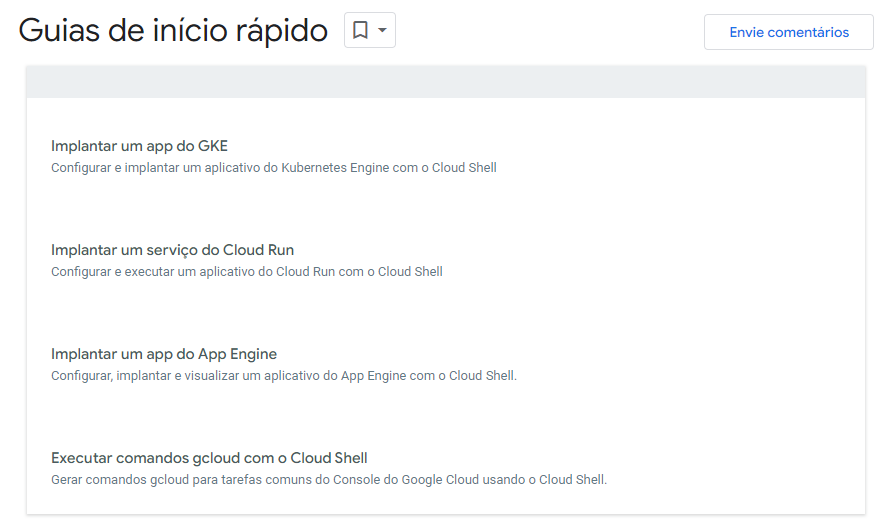 Guias de início rápido
Envie comentários
Implantar um app do GKE
Configurar e implantar um aplicativo do Kubernetes Engine com o Cloud Shell
Implantar um serviço do Cloud Run
Configurar e executar um aplicativo do Cloud Run com o Cloud Shell
Implantar um app do App Engine
Configurar, implantar e visualizar um aplicativo do App Engine com o Cloud Shell.
Executar comandos gcloud com o Cloud Shell
Gerar comandos gcloud para tarefas comuns do Console do Google Cloud usando o Cloud Shell.